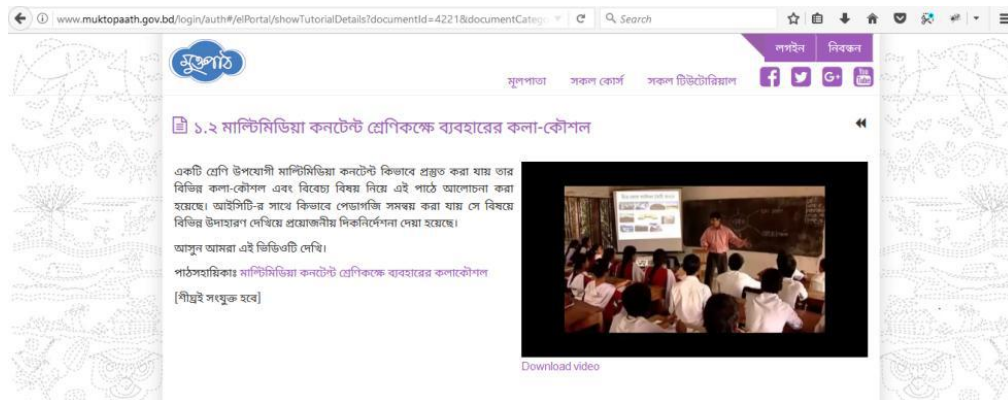 www.muktopaath.gov.bd/login/auth#/elPortal/showTutorialDetails?documentId=4221&documentCatego
Search
মুক্তপাঠ
লগইন নিবন্ধন
মূলপাতা সকল কোর্স সকল টিউটোরিয়াল
১.২ মাল্টিমিডিয়া কনটেন্ট শ্রেণিকক্ষে ব্যবহারের কলা-কৌশল
একটি শ্রেণি উপযোগী মাল্টিমিডিয়া কনটেন্ট কিভাবে প্রস্তুত করা যায় তার
বিভিন্ন কলা-কৌশল এবং বিবেচ্য বিষয় নিয়ে এই পাঠে আলোচনা করা
হয়েছে। আইসিটি-র সাথে কিভাবে পেডাগজি সমন্বয় করা যায় সে বিষয়ে
বিভিন্ন উদাহারণ দেখিয়ে প্রয়োজনীয় দিকনির্দেশনা দেয়া হয়েছে।
আসুন আমরা এই ভিডিওটি দেখি।
পাঠসহায়িকাঃ মাল্টিমিডিয়া কনটেন্ট শ্রেণিকক্ষে ব্যবহারের কলাকৌশল
[শীঘ্রই সংযুক্ত হবে]
Download video